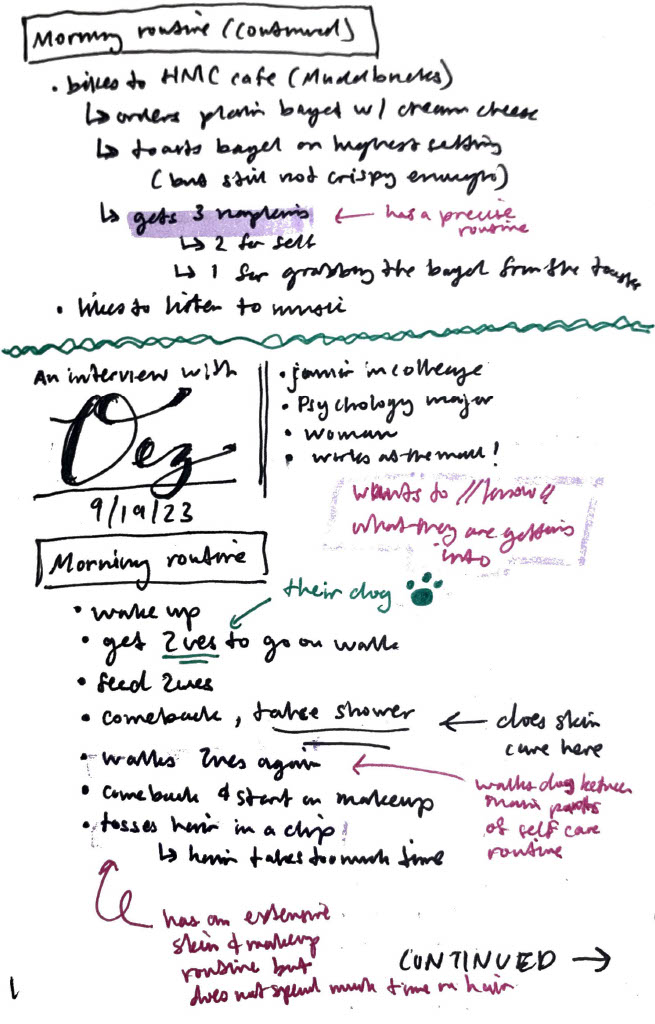 Morning routine (continued)
• bikes to HMC cafe (Muddbucks)
↳ orders plain bagel w/ cream cheese
↳ toasts bagel on highest setting
(but still not crispy enough)
↳ gets 3 napkins ← has a precise
routine
↳ 2 for self
↳ 1 for grabbing the bagel from the toaster
• likes to listen to music
An interview with
Dez
9/19/23
• junior in college
• Psychology major
• woman
• works at the mall!
wants to "know"
what they are getting
into
Morning routine
their dog
• wake up
• get Zues to go on walk
• feed Zues
• comeback, take shower ← does skin
care here
• walks Zues again
walks dog between
main parts
of self care
routine
• comeback & start on makeup
• tosses hair in a clip
↳ hair takes too much time
has an extensive
skin & makeup
routine but
does not spend much time on hair
CONTINUED →